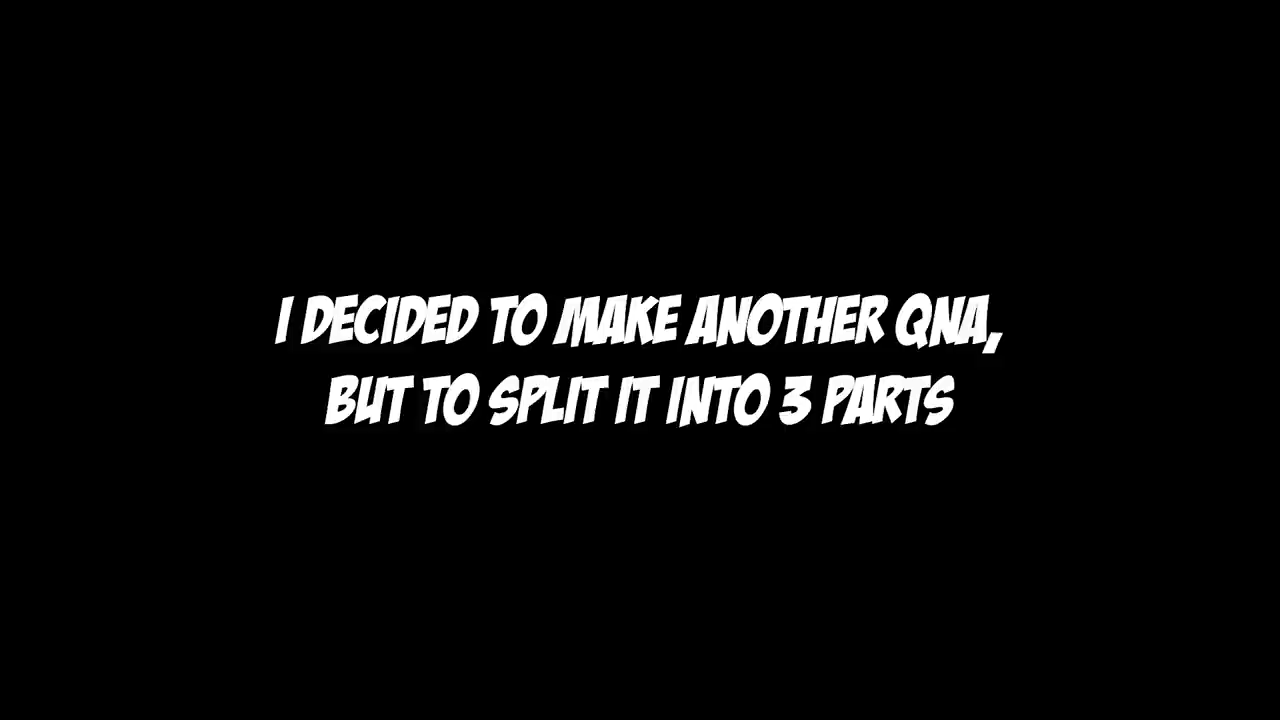 I DECIDED TO MAKE ANOTHER QNA,
BUT TO SPLIT IT INTO 3 PARTS